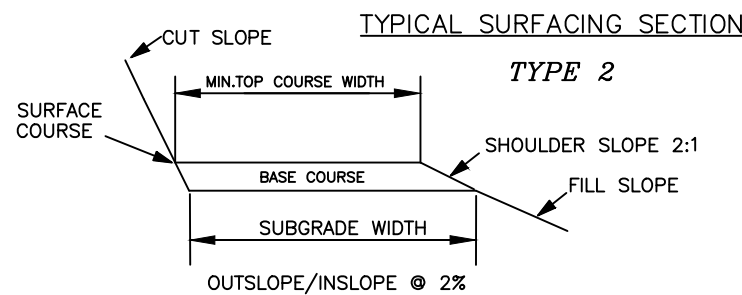 TYPICAL SURFACING SECTION
TYPE 2
CUT SLOPE
MIN.TOP COURSE WIDTH
SURFACE
COURSE
SHOULDER SLOPE 2:1
BASE COURSE
FILL SLOPE
SUBGRADE WIDTH
OUTSLOPE/INSLOPE @ 2%